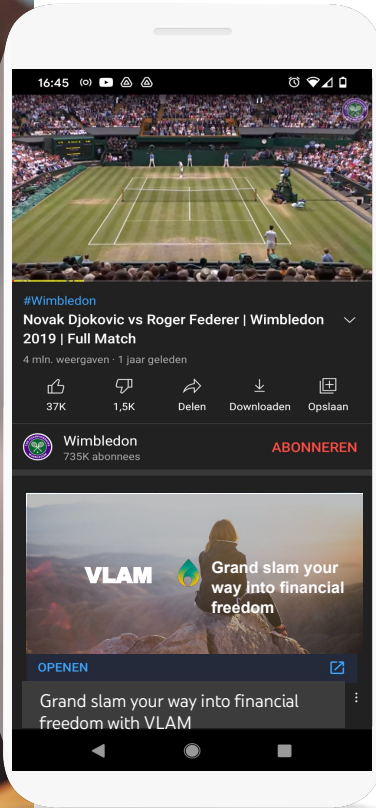 16:45
#Wimbledon
Novak Djokovic vs Roger Federer | Wimbledon
2019 | Full Match
4 mln. weergaven · 1 jaar geleden
37K
1,5K
Delen
Downloaden
Opslaan
Wimbledon
735K abonnees
ABONNEREN
VLAM
Grand slam your
way into financial
freedom
OPENEN
Grand slam your way into financial
freedom with VLAM